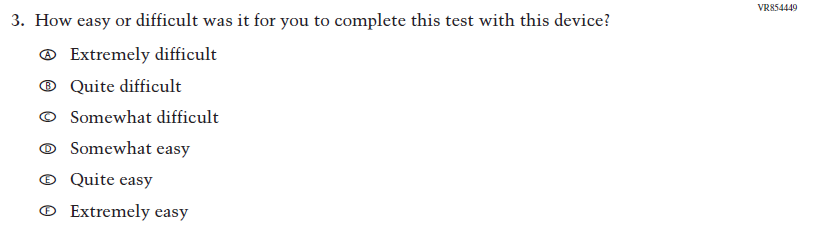 VR854449
3. How easy or difficult was it for you to complete this test with this device?
A Extremely difficult
B Quite difficult
C Somewhat difficult
D Somewhat easy
E Quite easy
F Extremely easy